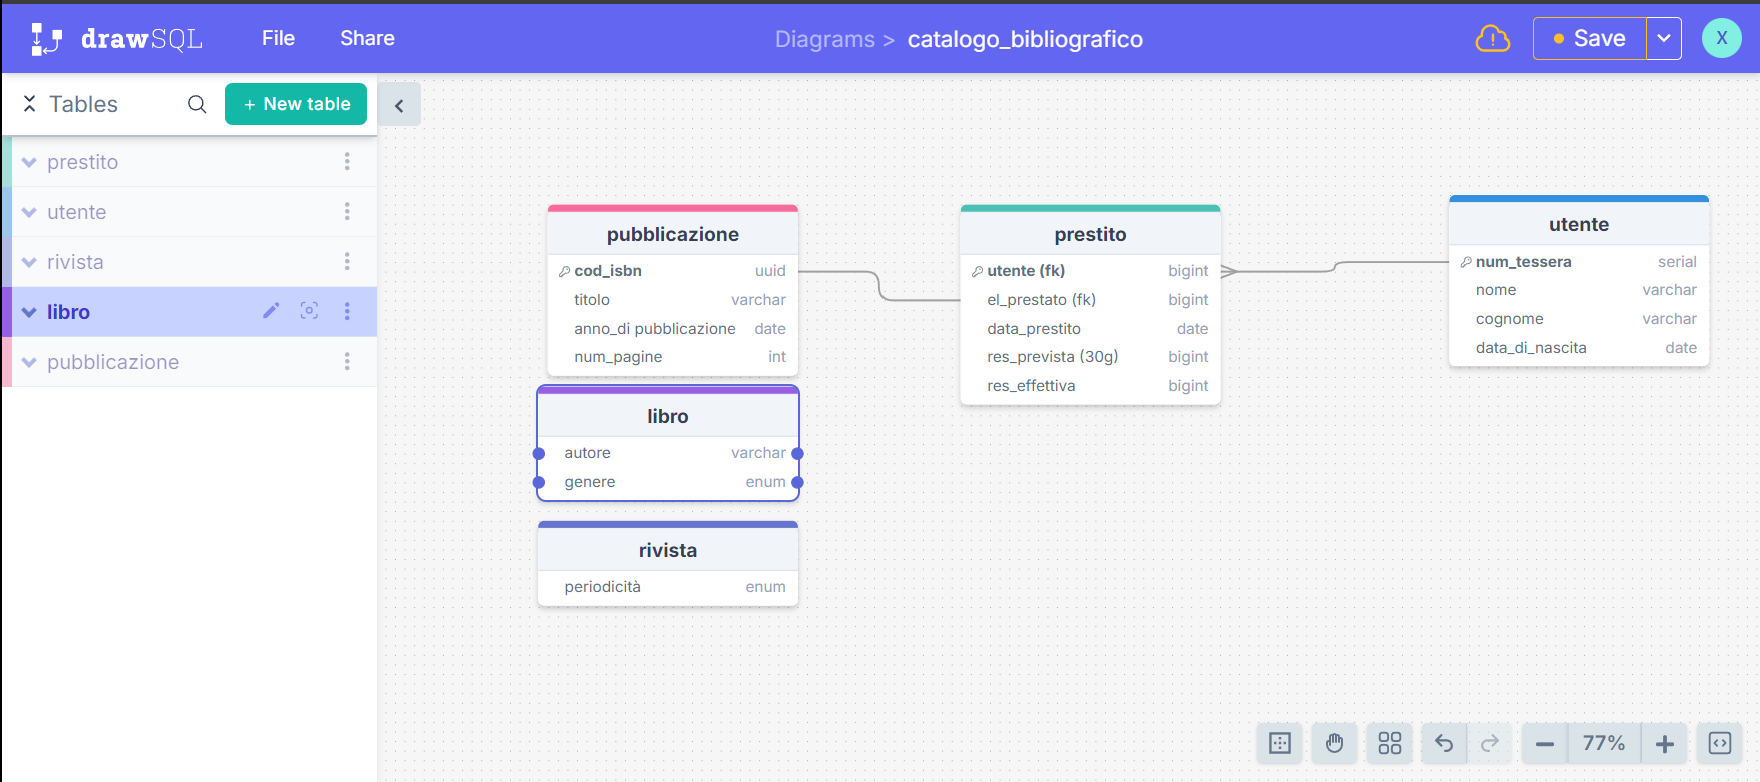 drawSQL File Share Diagrams > catalogo_bibliografico Save X
Tables + New table
prestito
utente
rivista
libro
pubblicazione
pubblicazione
cod_isbn uuid
titolo varchar
anno_di pubblicazione date
num_pagine int
libro
autore varchar
genere enum
rivista
periodicità enum
prestito
utente (fk) bigint
el_prestato (fk) bigint
data_prestito date
res_prevista (30g) bigint
res_effettiva bigint
utente
num_tessera serial
nome varchar
cognome varchar
data_di_nascita date
77%